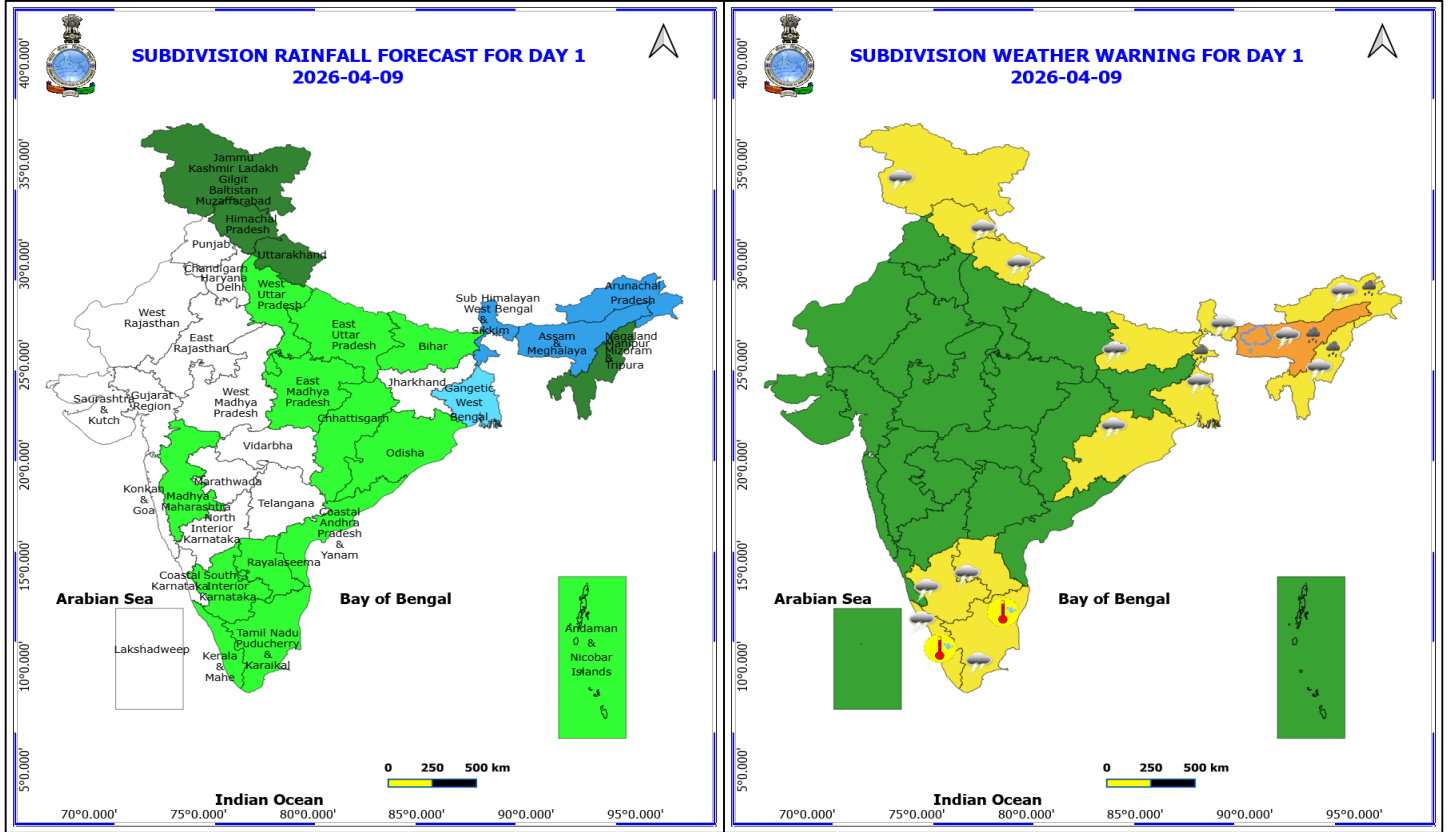 SUBDIVISION RAINFALL FORECAST FOR DAY 1
2026-04-09
40°0.000'
35°0.000'
30°0.000'
25°0.000'
20°0.000'
15°0.000'
10°0.000'
5°0.000'
Jammu
Kashmir Ladakh
Gilgit
Baltistan
Muzaffarabad
Himachal
Pradesh
Punjab
Uttarakhand
Chandigarh
Haryana
Delhi
West
Uttar
Pradesh
West
Rajasthan
East
Rajasthan
East
Uttar
Pradesh
Bihar
Sub Himalayan
West Bengal
&
Sikkim
Arunachal
Pradesh
Assam
&
Meghalaya
Nagaland
Manipur
Mizoram
&
Tripura
Jharkhand
Gangetic
West
Bengal
Saurashtra
&
Kutch
Gujarat
Region
West
Madhya
Pradesh
East
Madhya
Pradesh
Chhattisgarh
Vidarbha
Odisha
Konkan
&
Goa
Madhya
Maharashtra
Marathwada
Telangana
North
Interior
Karnataka
Coastal
Andhra
Pradesh
&
Yanam
Rayalaseema
Coastal
Karnataka
South
Interior
Karnataka
Arabian Sea
Bay of Bengal
Lakshadweep
Kerala
&
Mahe
Tamil Nadu
Puducherry
&
Karaikal
Andaman
&
Nicobar
Islands
0 250 500 km
Indian Ocean
70°0.000' 75°0.000' 80°0.000' 85°0.000' 90°0.000' 95°0.000'
SUBDIVISION WEATHER WARNING FOR DAY 1
2026-04-09
40°0.000'
35°0.000'
30°0.000'
25°0.000'
20°0.000'
15°0.000'
10°0.000'
5°0.000'
Arabian Sea
Bay of Bengal
0 250 500 km
Indian Ocean
70°0.000' 75°0.000' 80°0.000' 85°0.000' 90°0.000' 95°0.000'